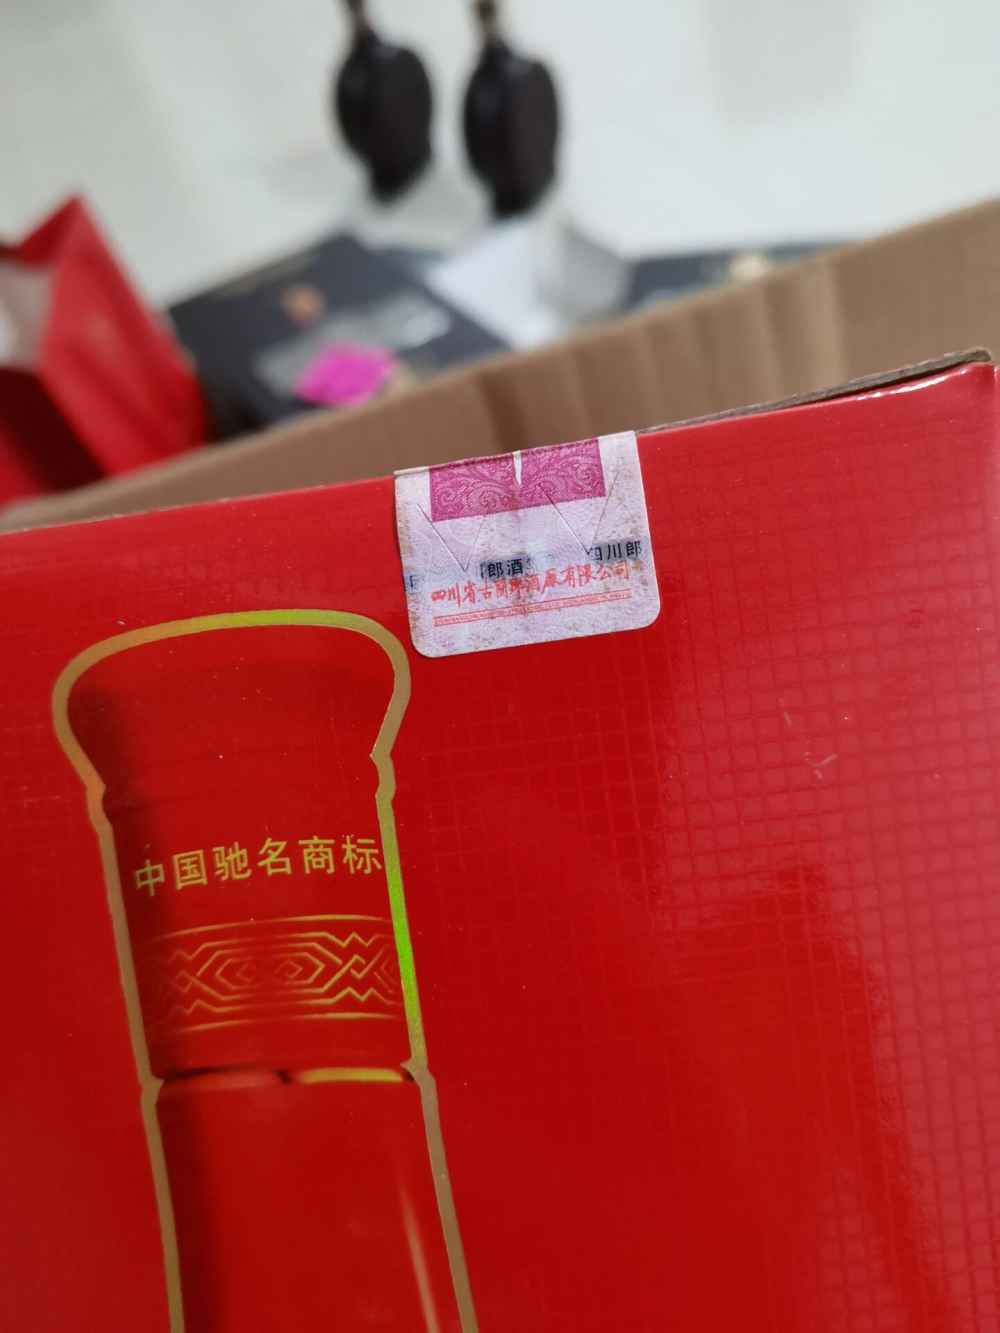 郎酒
四川郎
四川省古蔺郎酒厂有限公司
中国驰名商标